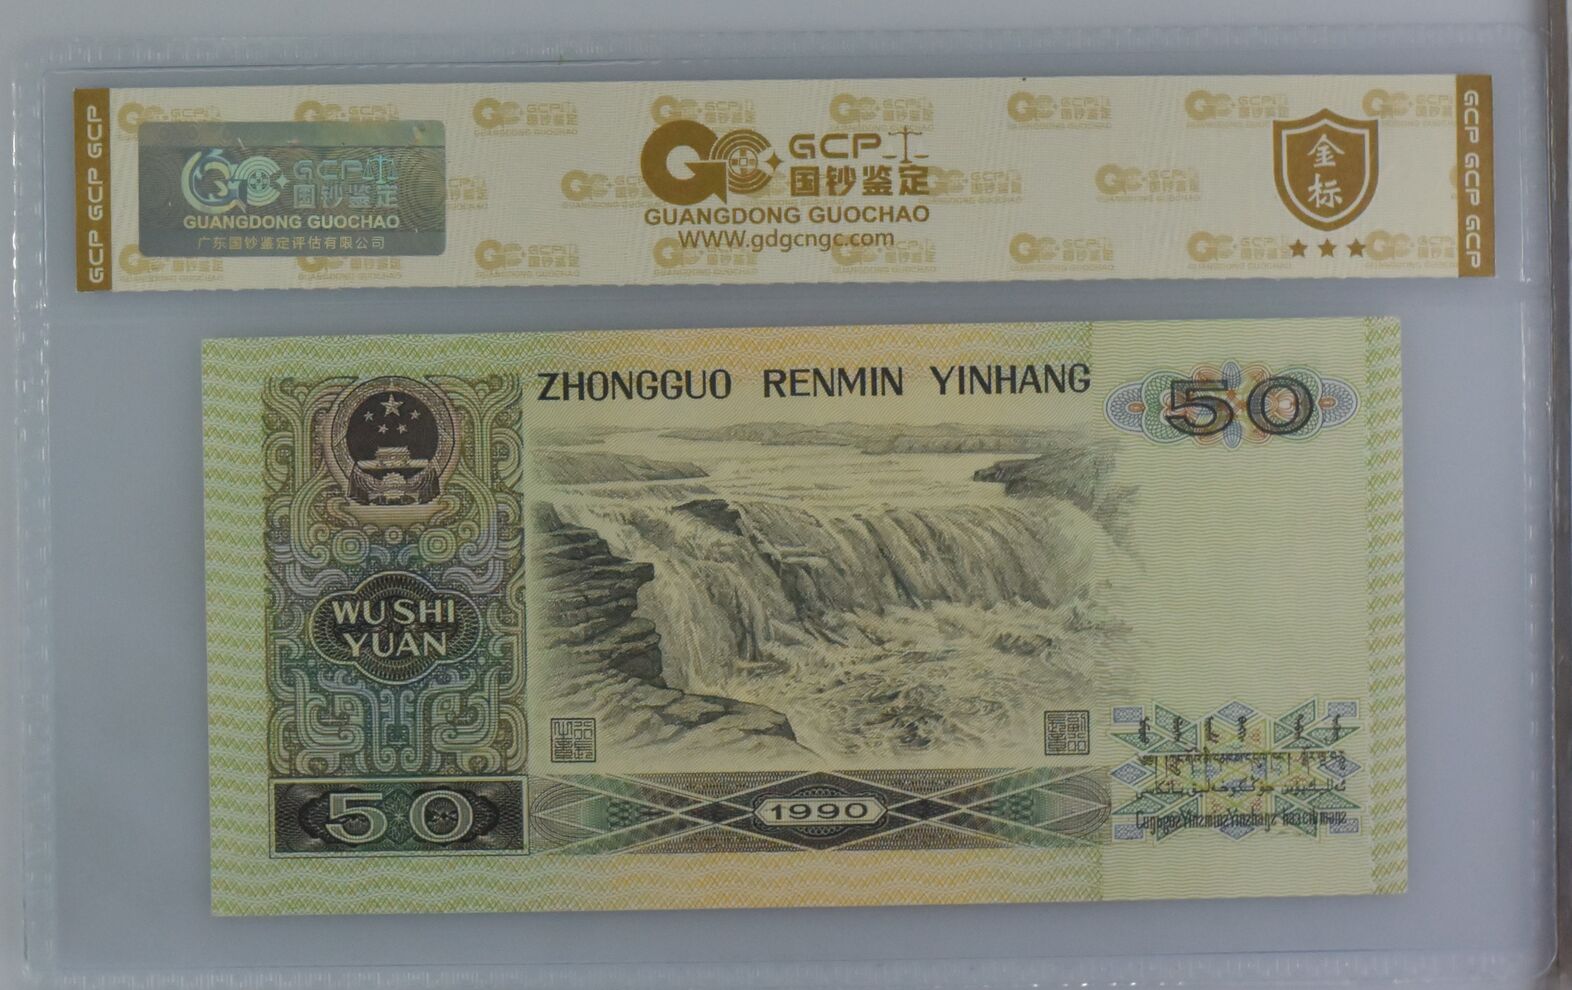 GCP GCP GCP
GCP
国钞鉴定
GUANGDONG GUOCHAO
广东国钞鉴定评估有限公司
GCP
国钞鉴定
GUANGDONG GUOCHAO
WWW.gdgcngc.com
金
标
GCP GCP GCP
ZHONGGUO RENMIN YINHANG
50
WU SHI
YUAN
1990
50